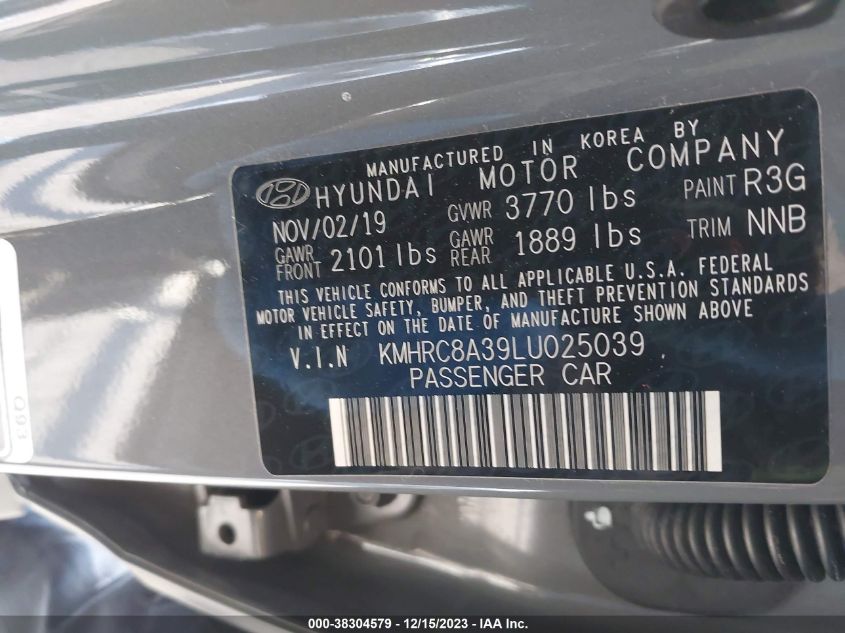 MANUFACTURED IN KOREA BY
HYUNDAI MOTOR COMPANY
NOV/02/19 GVWR 3770 lbs PAINT R3G
GAWR FRONT 2101 lbs GAWR REAR 1889 lbs TRIM NNB
THIS VEHICLE CONFORMS TO ALL APPLICABLE U.S.A. FEDERAL
MOTOR VEHICLE SAFETY, BUMPER, AND THEFT PREVENTION STANDARDS
IN EFFECT ON THE DATE OF MANUFACTURE SHOWN ABOVE
V.I.N KMHRC8A39LU025039
PASSENGER CAR
Q93
000-38304579 - 12/15/2023 - IAA Inc.